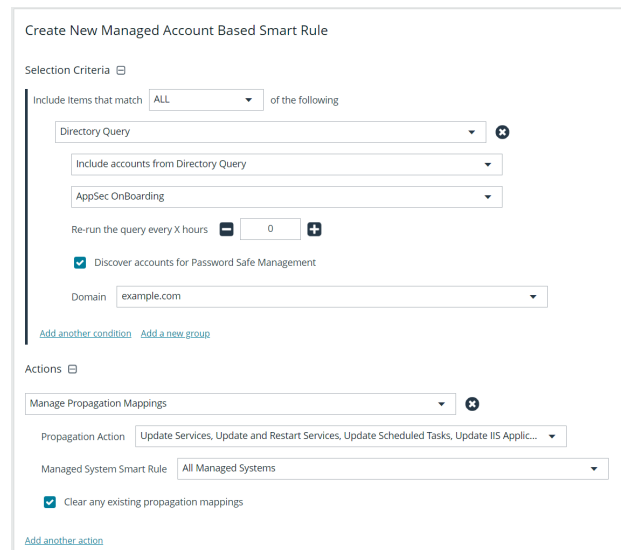 Create New Managed Account Based Smart Rule
Selection Criteria
Include Items that match ALL of the following
Directory Query
Include accounts from Directory Query
AppSec OnBoarding
Re-run the query every X hours 0
Discover accounts for Password Safe Management
Domain example.com
Add another condition Add a new group
Actions
Manage Propagation Mappings
Propagation Action Update Services, Update and Restart Services, Update Scheduled Tasks, Update IIS Applic...
Managed System Smart Rule All Managed Systems
Clear any existing propagation mappings
Add another action